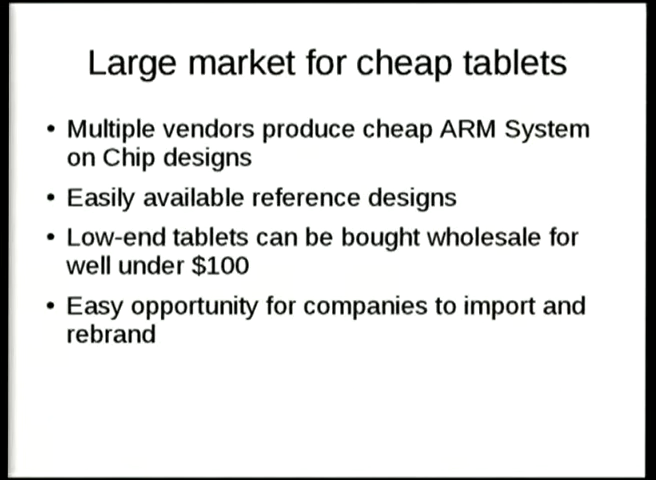 Large market for cheap tablets
• Multiple vendors produce cheap ARM System
on Chip designs
• Easily available reference designs
• Low-end tablets can be bought wholesale for
well under $100
• Easy opportunity for companies to import and
rebrand